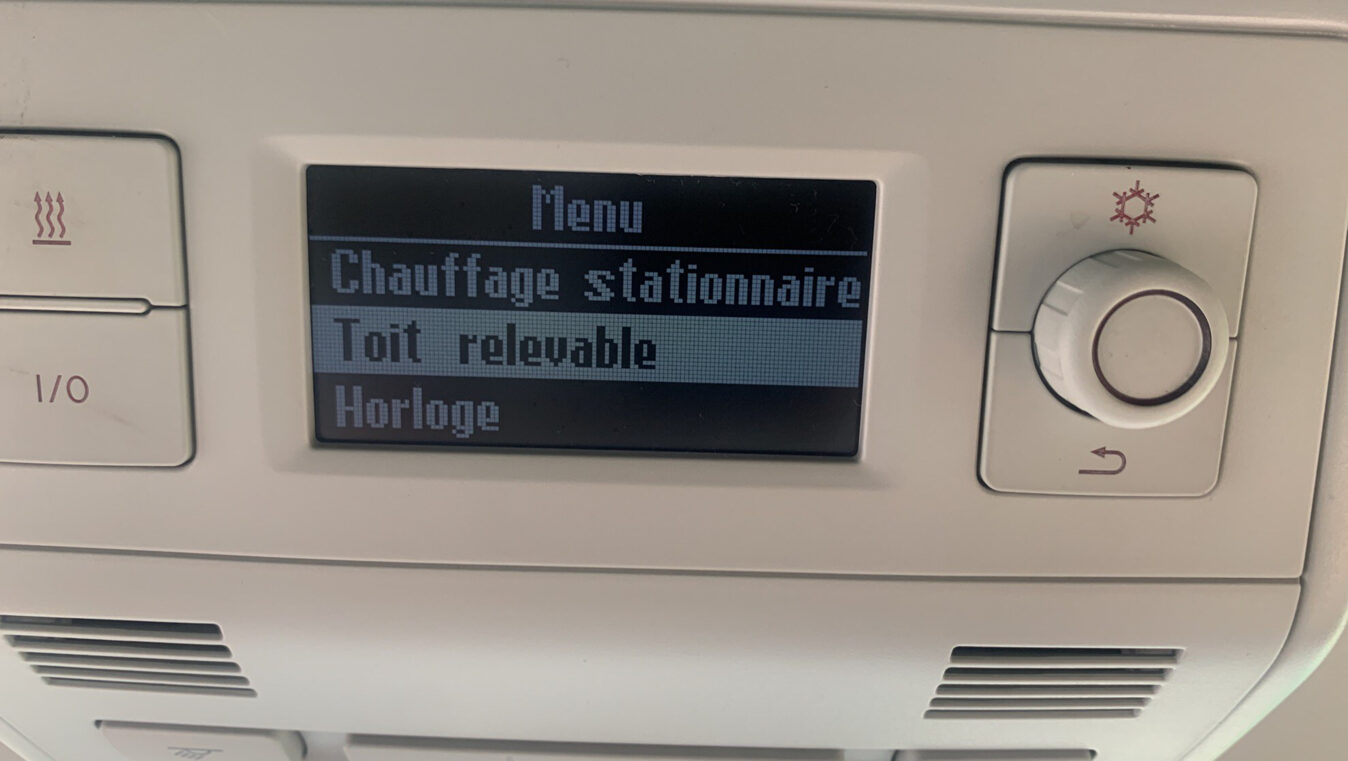 Menu
Chauffage stationnaire
Toit relevable
Horloge
I/O